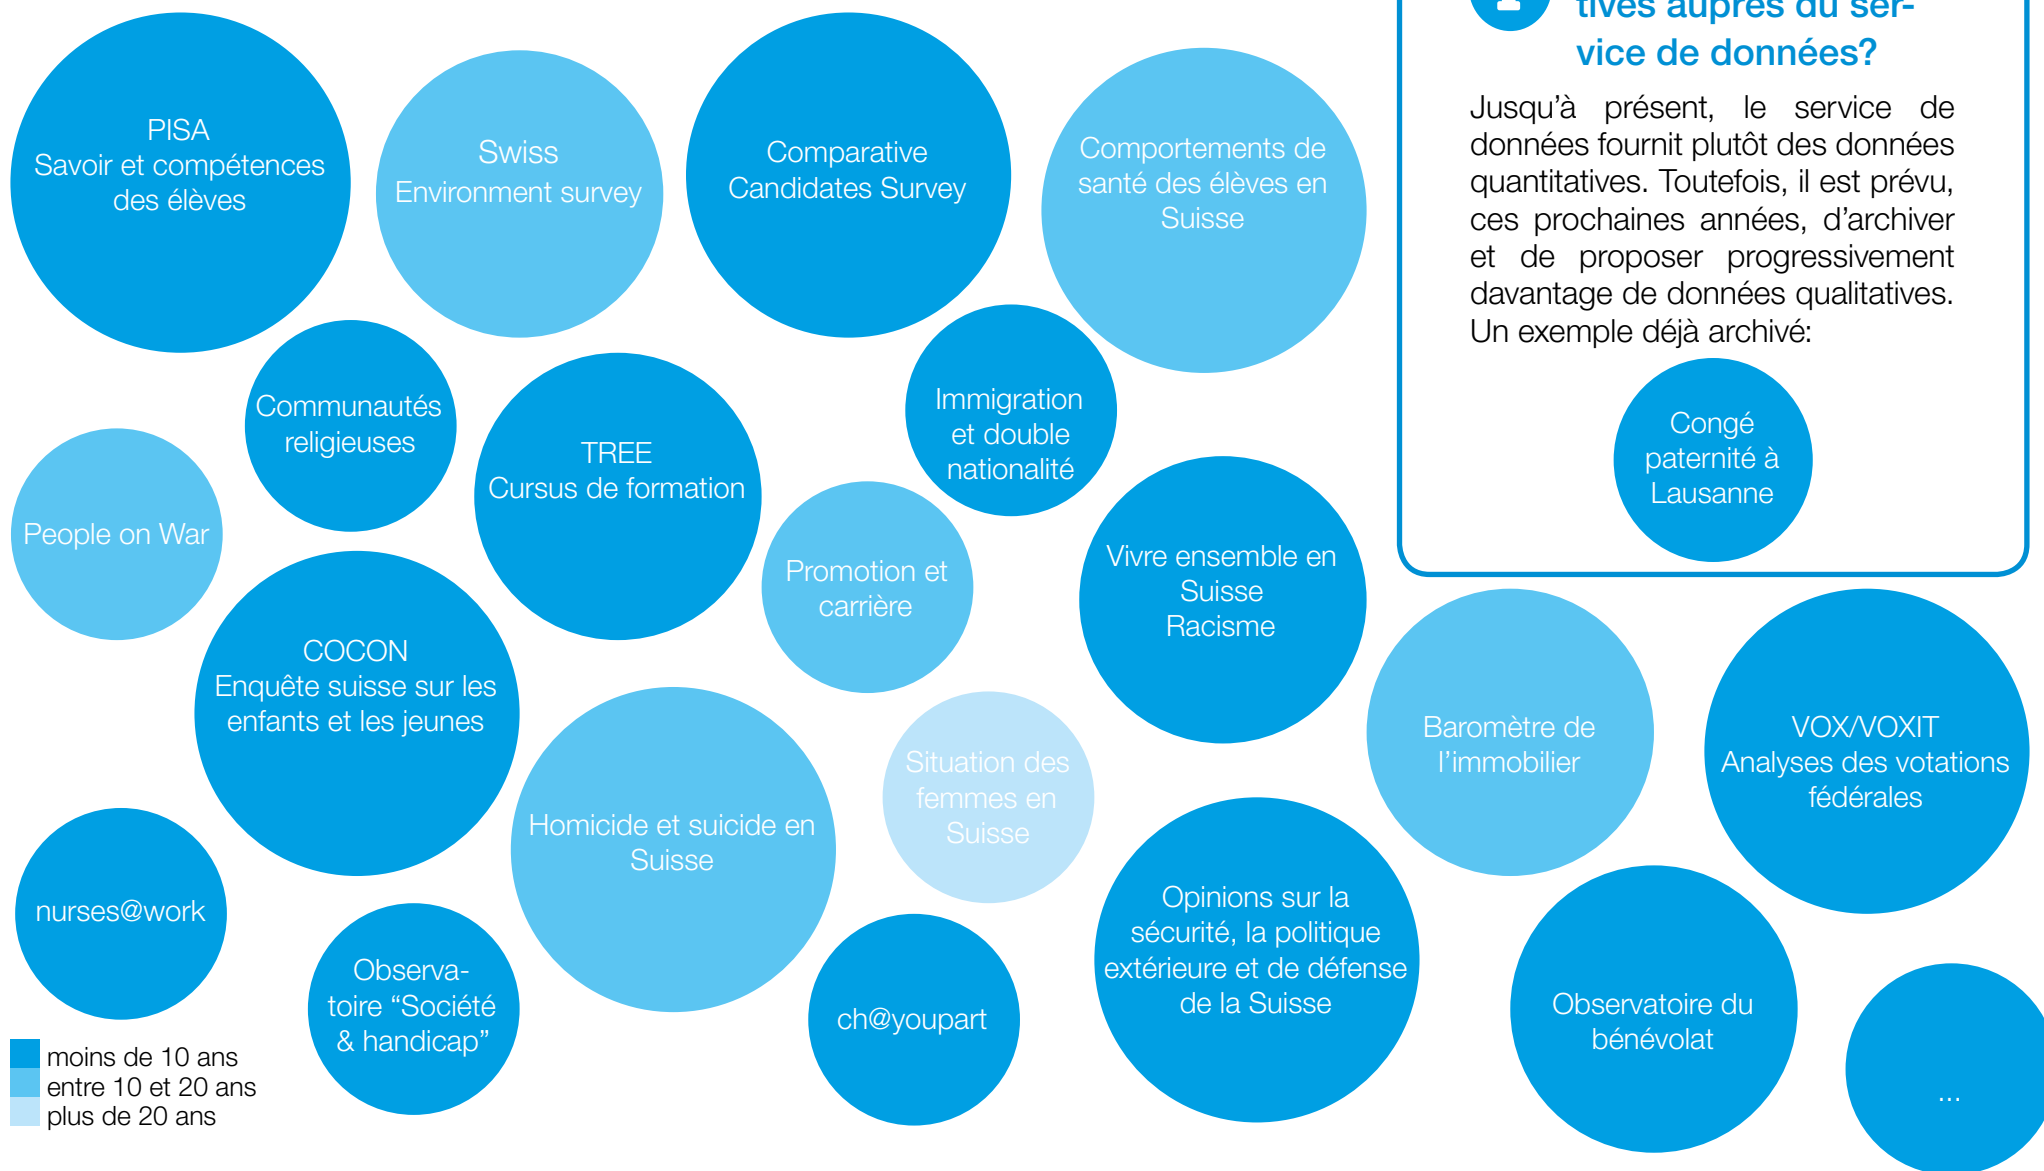 PISA
Savoir et compétences
des élèves
Swiss
Environment survey
Comparative
Candidates Survey
Comportements de
santé des élèves en
Suisse
Communautés
religieuses
TREE
Cursus de formation
Immigration
et double
nationalité
People on War
Promotion et
carrière
Vivre ensemble en
Suisse
Racisme
COCON
Enquête suisse sur les
enfants et les jeunes
Homicide et suicide en
Suisse
Situation des
femmes en
Suisse
Baromètre de
l'immobilier
VOX/VOXIT
Analyses des votations
fédérales
nurses@work
Observa-
toire “Société
& handicap”
ch@youpart
Opinions sur la
sécurité, la politique
extérieure et de défense
de la Suisse
Observatoire du
bénévolat
...
tives auprès du ser-
vice de données?
Jusqu'à présent, le service de
données fournit plutôt des données
quantitatives. Toutefois, il est prévu,
ces prochaines années, d'archiver
et de proposer progressivement
davantage de données qualitatives.
Un exemple déjà archivé:
Congé
paternité à
Lausanne
moins de 10 ans
entre 10 et 20 ans
plus de 20 ans